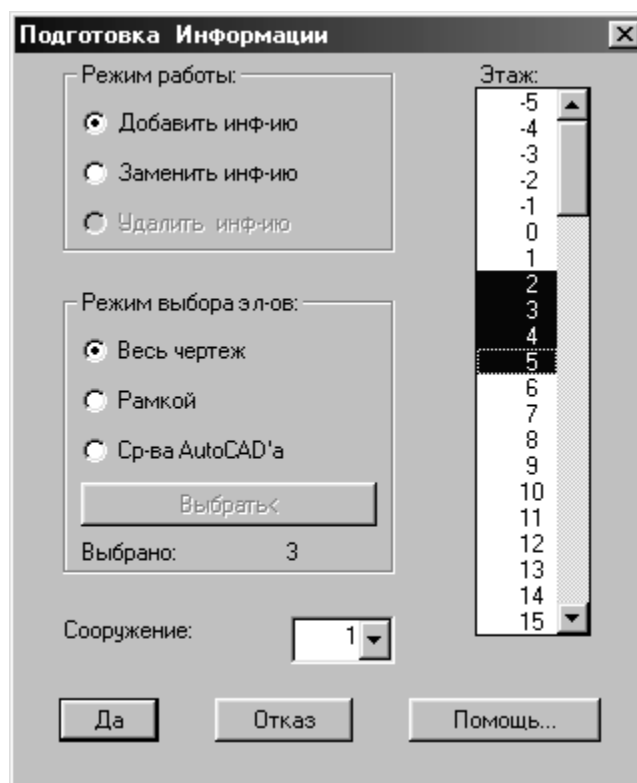 Подготовка Информации
Режим работы:
Добавить инф-ию
Заменить инф-ию
Удалить инф-ию
Режим выбора эл-ов:
Весь чертеж
Рамкой
Ср-ва AutoCAD'а
Выбрать<
Выбрано: 3
Сооружение: 1
Этаж:
-5
-4
-3
-2
-1
0
1
2
3
4
5
6
7
8
9
10
11
12
13
14
15
Да Отказ Помощь...